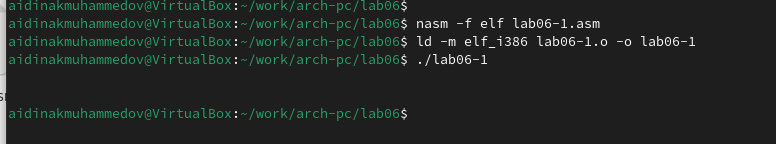 aidinakmuhammedov@VirtualBox:~/work/arch-pc/lab06$
aidinakmuhammedov@VirtualBox:~/work/arch-pc/lab06$ nasm -f elf lab06-1.asm
aidinakmuhammedov@VirtualBox:~/work/arch-pc/lab06$ ld -m elf_i386 lab06-1.o -o lab06-1
aidinakmuhammedov@VirtualBox:~/work/arch-pc/lab06$ ./lab06-1
aidinakmuhammedov@VirtualBox:~/work/arch-pc/lab06$